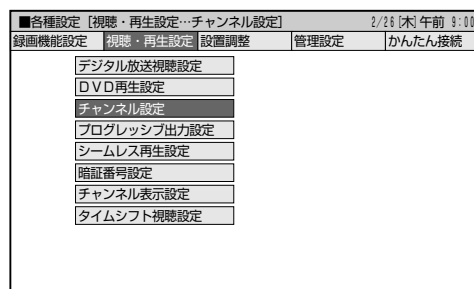 ■各種設定 [視聴・再生設定…チャンネル設定] 2/26[木]午前 9:00
録画機能設定 視聴・再生設定 設置調整 管理設定 かんたん接続
デジタル放送視聴設定
DVD再生設定
チャンネル設定
プログレッシブ出力設定
シームレス再生設定
暗証番号設定
チャンネル表示設定
タイムシフト視聴設定